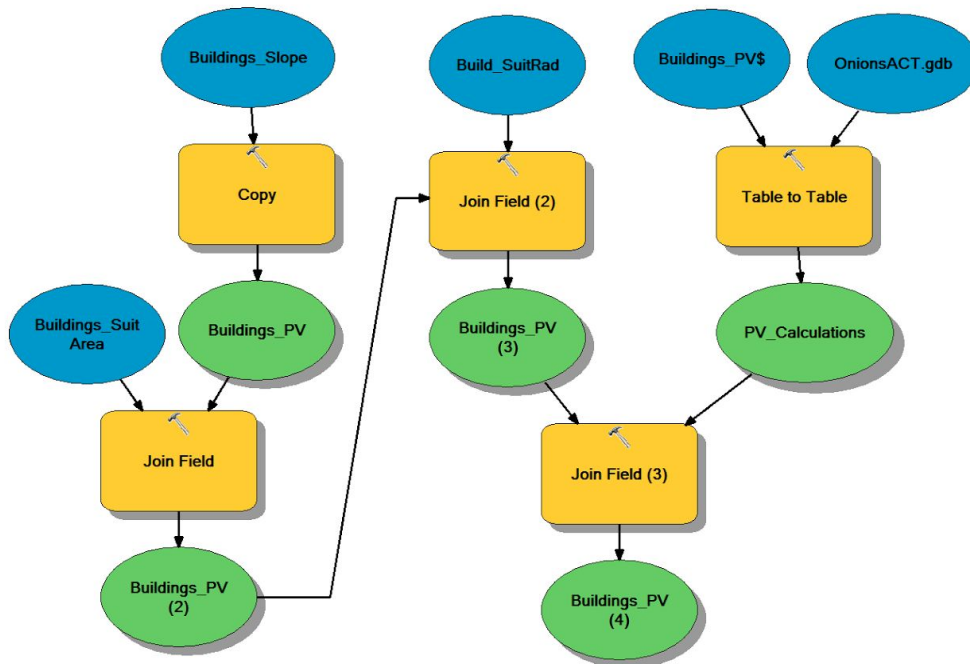 Buildings_Slope
Build_SuitRad
Buildings_PV$
OnionsACT.gdb
Copy
Join Field (2)
Table to Table
Buildings_Suit
Area
Buildings_PV
Buildings_PV
(3)
PV_Calculations
Join Field
Join Field (3)
Buildings_PV
(2)
Buildings_PV
(4)